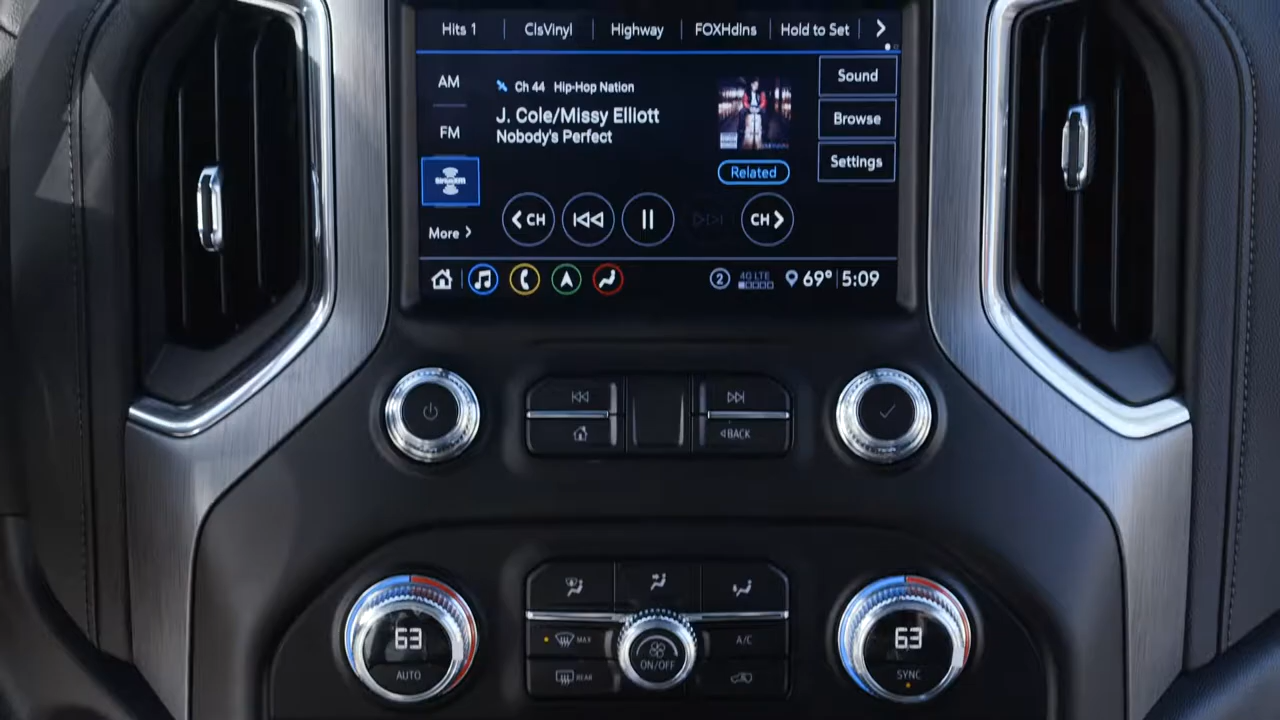 Hits 1 ClsVinyl Highway FOXHdlns Hold to Set
AM
FM
SiriusXM
More
Ch 44 Hip-Hop Nation
J. Cole/Missy Elliott
Nobody's Perfect
Related
Sound
Browse
Settings
CH CH
2 4G LTE 69° 5:09
BACK
63
AUTO
MAX
REAR
ON/OFF
A/C
63
SYNC